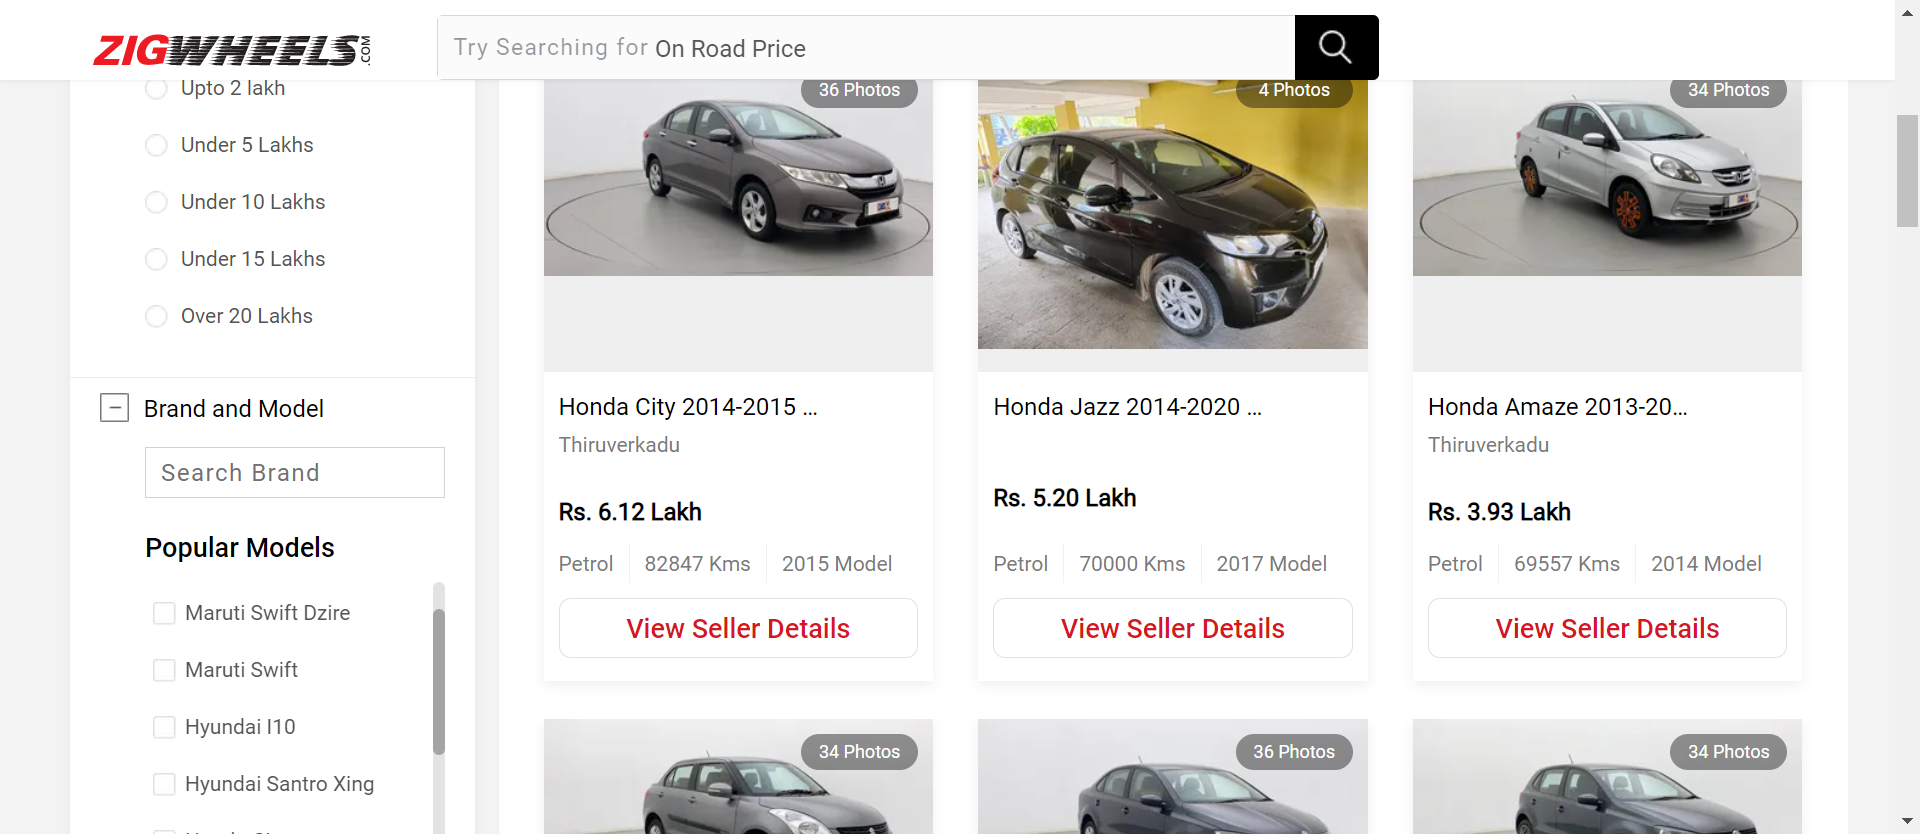 ZIGWHEELS.COM
Try Searching for On Road Price
Upto 2 lakh
Under 5 Lakhs
Under 10 Lakhs
Under 15 Lakhs
Over 20 Lakhs
Brand and Model
Search Brand
Popular Models
Maruti Swift Dzire
Maruti Swift
Hyundai I10
Hyundai Santro Xing
36 Photos
4 Photos
34 Photos
Honda City 2014-2015 ...
Thiruverkadu
Rs. 6.12 Lakh
Petrol 82847 Kms 2015 Model
View Seller Details
Honda Jazz 2014-2020 ...
Rs. 5.20 Lakh
Petrol 70000 Kms 2017 Model
View Seller Details
Honda Amaze 2013-20...
Thiruverkadu
Rs. 3.93 Lakh
Petrol 69557 Kms 2014 Model
View Seller Details
34 Photos
36 Photos
34 Photos